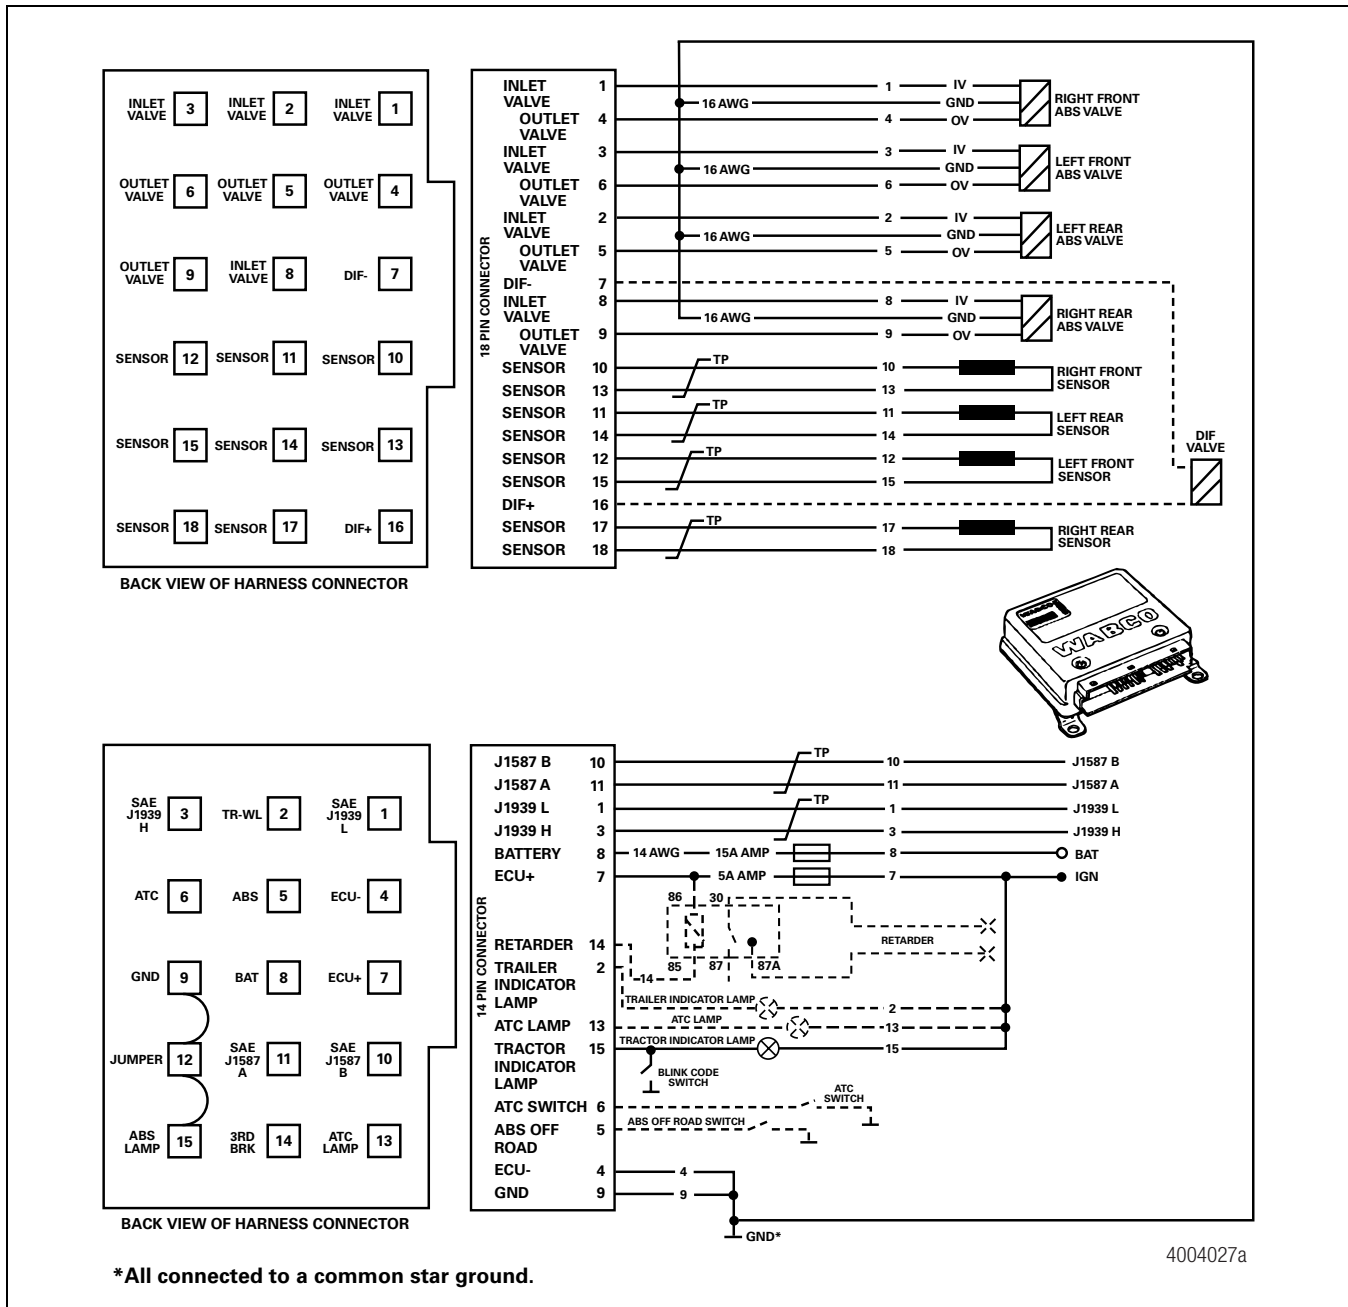 INLET VALVE 3
INLET VALVE 2
INLET VALVE 1
OUTLET VALVE 6
OUTLET VALVE 5
OUTLET VALVE 4
OUTLET VALVE 9
INLET VALVE 8
DIF- 7
SENSOR 12
SENSOR 11
SENSOR 10
SENSOR 15
SENSOR 14
SENSOR 13
SENSOR 18
SENSOR 17
DIF+ 16
BACK VIEW OF HARNESS CONNECTOR
18 PIN CONNECTOR
INLET VALVE 1
16 AWG
1 IV
GND
RIGHT FRONT
ABS VALVE
OUTLET VALVE 4
4 OV
INLET VALVE 3
16 AWG
3 IV
GND
LEFT FRONT
ABS VALVE
OUTLET VALVE 6
6 OV
INLET VALVE 2
16 AWG
2 IV
GND
LEFT REAR
ABS VALVE
OUTLET VALVE 5
5 OV
DIF- 7
INLET VALVE 8
16 AWG
8 IV
GND
RIGHT REAR
ABS VALVE
OUTLET VALVE 9
9 OV
SENSOR 10
TP
10
SENSOR 13
13
RIGHT FRONT
SENSOR
SENSOR 11
TP
11
SENSOR 14
14
LEFT REAR
SENSOR
SENSOR 12
TP
12
SENSOR 15
15
LEFT FRONT
SENSOR
DIF
VALVE
DIF+ 16
SENSOR 17
TP
17
SENSOR 18
18
RIGHT REAR
SENSOR
WABCO
WABCO
SAE J1939 H 3
TR-WL 2
SAE J1939 L 1
ATC 6
ABS 5
ECU- 4
GND 9
BAT 8
ECU+ 7
JUMPER 12
SAE J1587 A 11
SAE J1587 B 10
ABS LAMP 15
3RD BRK 14
ATC LAMP 13
BACK VIEW OF HARNESS CONNECTOR
14 PIN CONNECTOR
J1587 B 10
TP
10 J1587 B
J1587 A 11
11 J1587 A
J1939 L 1
TP
1 J1939 L
J1939 H 3
3 J1939 H
BATTERY 8
14 AWG 15A AMP 8 BAT
ECU+ 7
5A AMP 7 IGN
86 30
RETARDER 14
85 87 87A
RETARDER
14
TRAILER INDICATOR LAMP 2
TRAILER INDICATOR LAMP 2
ATC LAMP 13
ATC LAMP 13
TRACTOR INDICATOR LAMP 15
TRACTOR INDICATOR LAMP 15
BLINK CODE
SWITCH
ATC SWITCH 6
ATC
SWITCH
ABS OFF ROAD 5
ABS OFF ROAD SWITCH
ECU- 4
4
GND 9
9
GND*
4004027a
*All connected to a common star ground.